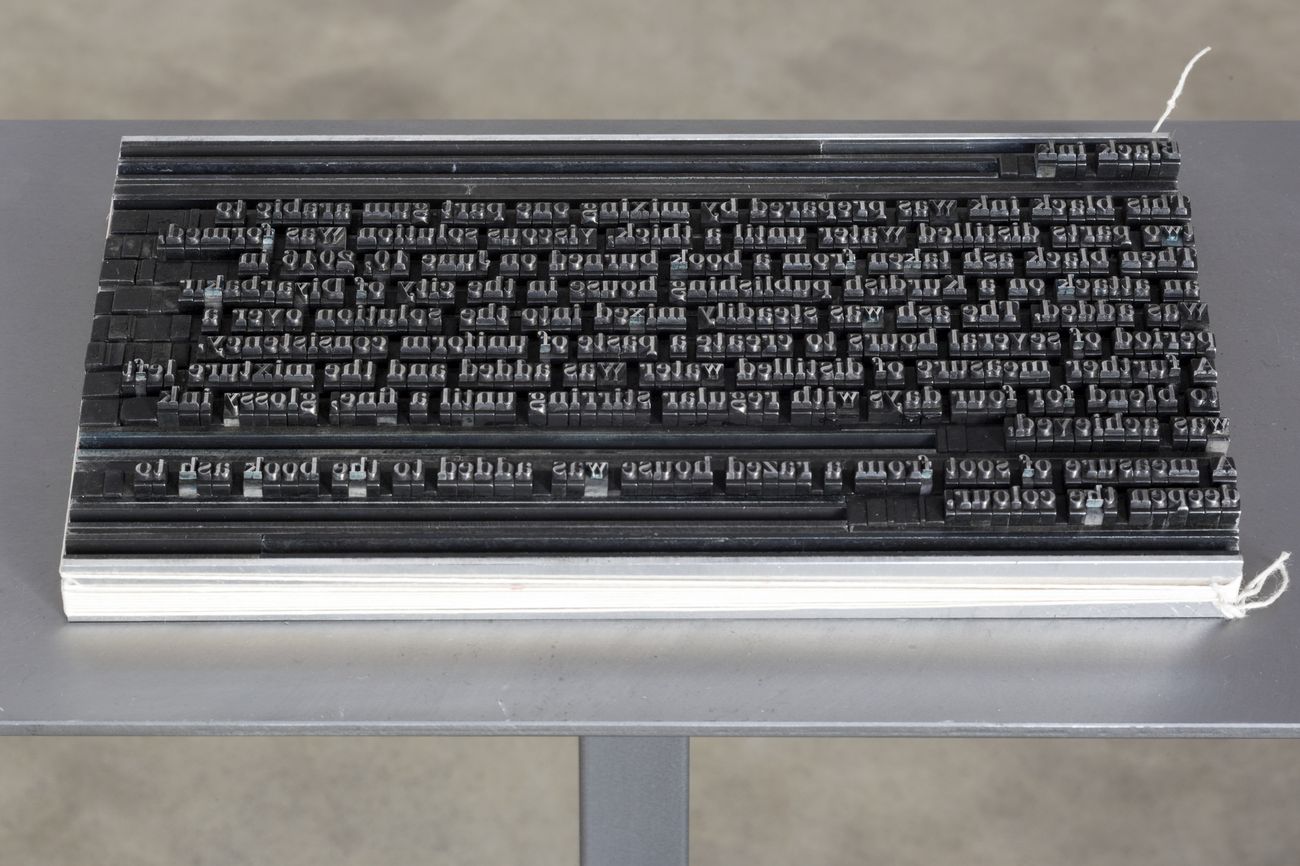 Black ink
This black ink was prepared by mixing one part gum arabic to
two parts distilled water until a thick, viscous solution was formed.
Then black ash taken from a book burned on June 10, 2016, in
an attack on a Kurdish publishing house in the city of Diyarbakır
was added. The ash was steadily mixed into the solution over a
period of several hours to create a paste of uniform consistency.
A further measure of distilled water was added and the mixture left
to bleed for four days with regular stirring until a fine, glossy ink
was achieved.
A measure of soot from a razed house was added to the book ash to
deepen the colour.